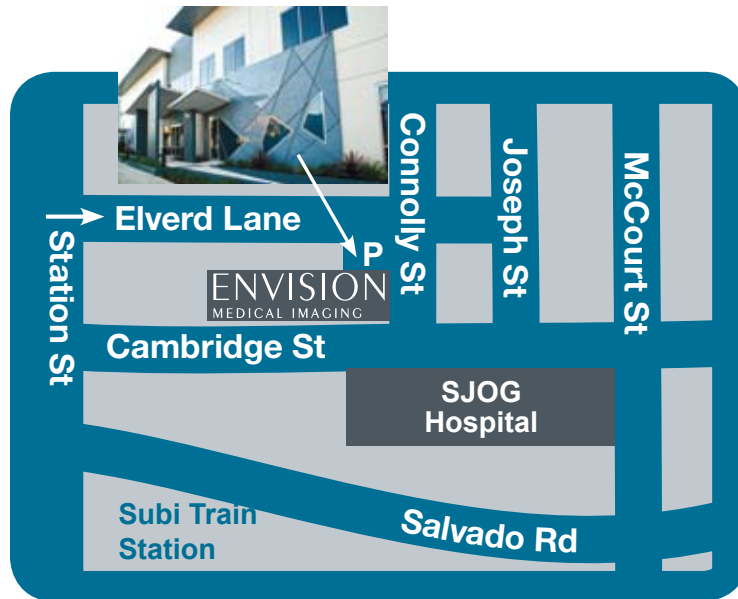 Connolly St
Joseph St
McCourt St
Elverd Lane
Station St
P
ENVISION
MEDICAL IMAGING
Cambridge St
SJOG
Hospital
Subi Train
Station
Salvado Rd